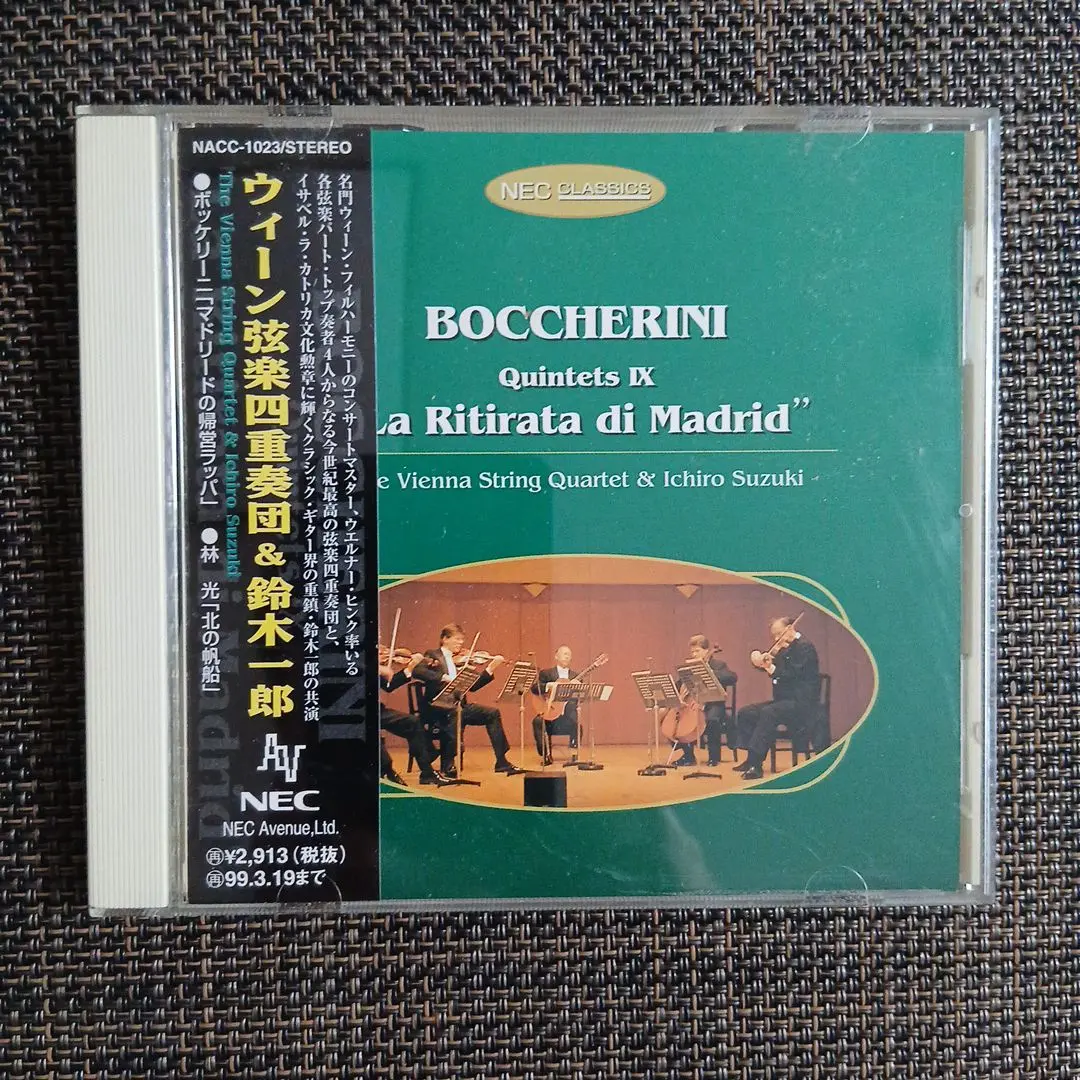 NACC-1023/STEREO
名門ウィーン・フィルハーモニーのコンサートマスター、ウエルナー・ヒンク率いる
各弦楽パート・トップ奏者4人からなる今世紀最高の弦楽四重奏団と、
イサベル・ラ・カトリカ文化勲章に輝くクラシック・ギター界の重鎮・鈴木一郎の共演
ウィーン弦楽四重奏団&鈴木一郎
The Vienna String Quartet & Ichiro Suzuki
●ボッケリーニ「マドリードの帰営ラッパ」 ●林 光「北の帆船」
NEC
NEC Avenue,Ltd.
再¥2,913(税抜)
再99.3.19まで
NEC CLASSICS
BOCCHERINI
Quintets IX
La Ritirata di Madrid”
Vienna String Quartet & Ichiro Suzuki